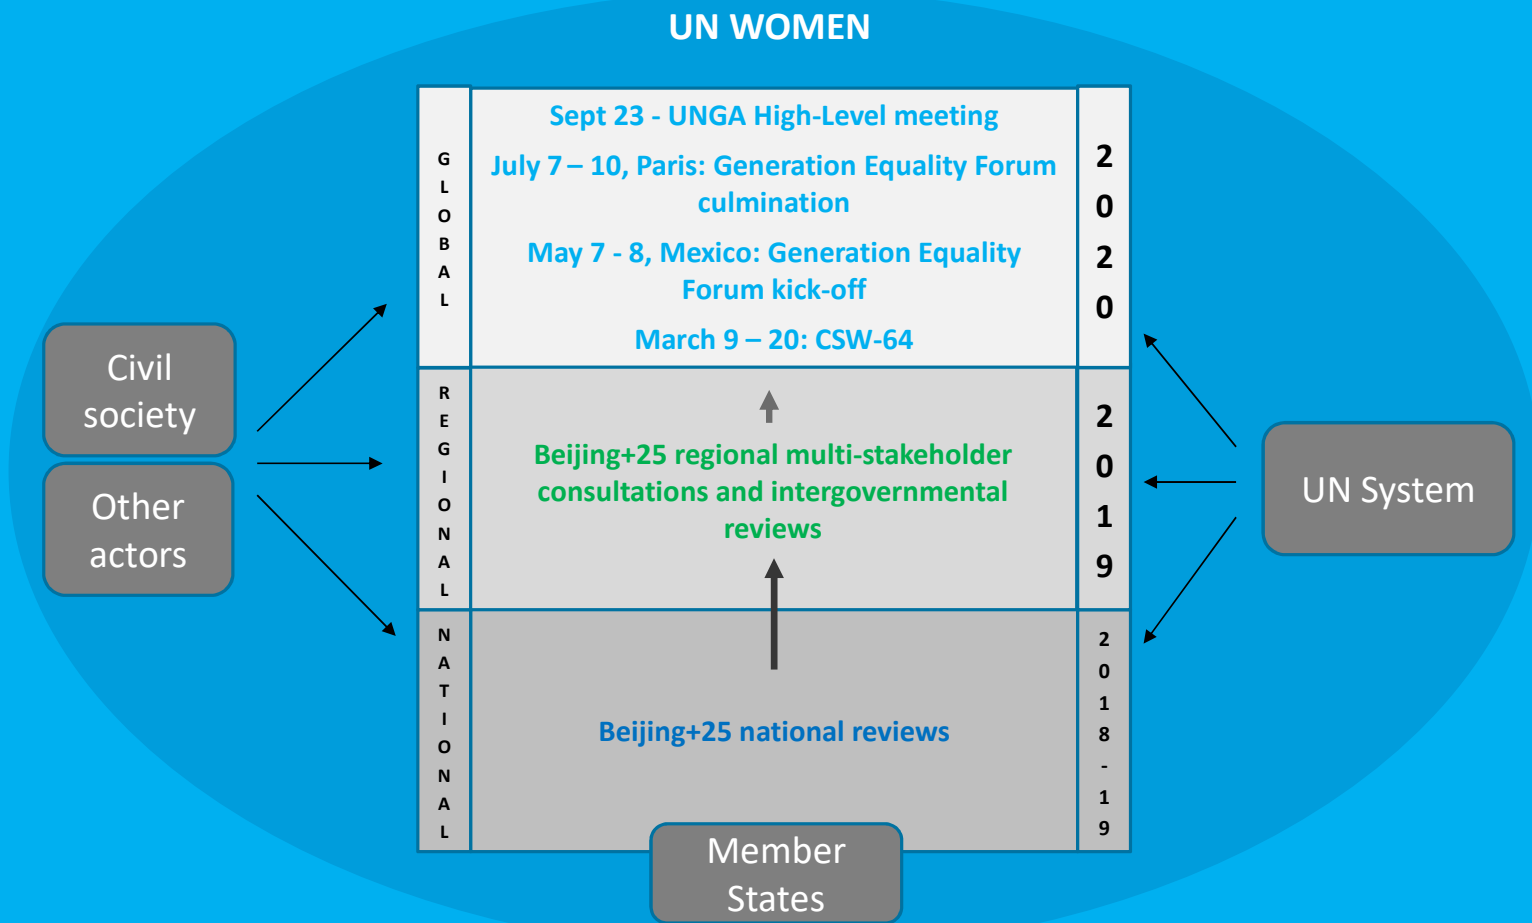 UN WOMEN
GLOBAL
Sept 23 - UNGA High-Level meeting
July 7 – 10, Paris: Generation Equality Forum
culmination
May 7 - 8, Mexico: Generation Equality
Forum kick-off
March 9 – 20: CSW-64
2020
Civil
society
Other
actors
REGIONAL
Beijing+25 regional multi-stakeholder
consultations and intergovernmental
reviews
2019
UN System
NATIONAL
Beijing+25 national reviews
2018-19
Member
States